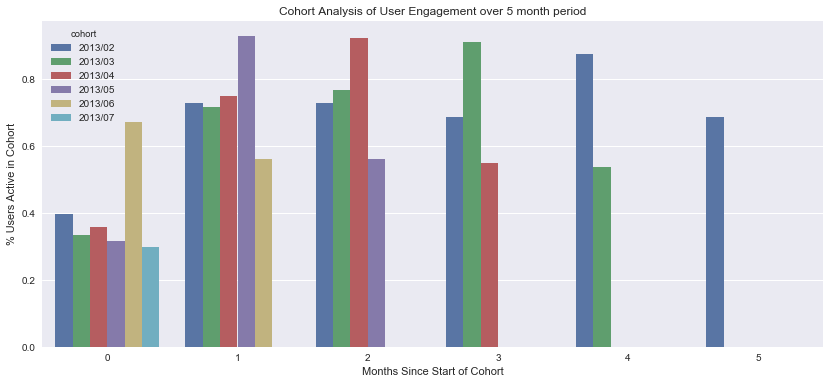 Cohort Analysis of User Engagement over 5 month period
cohort
2013/02
2013/03
2013/04
2013/05
2013/06
2013/07
% Users Active in Cohort
0.8
0.6
0.4
0.2
0.0
0 1 2 3 4 5
Months Since Start of Cohort